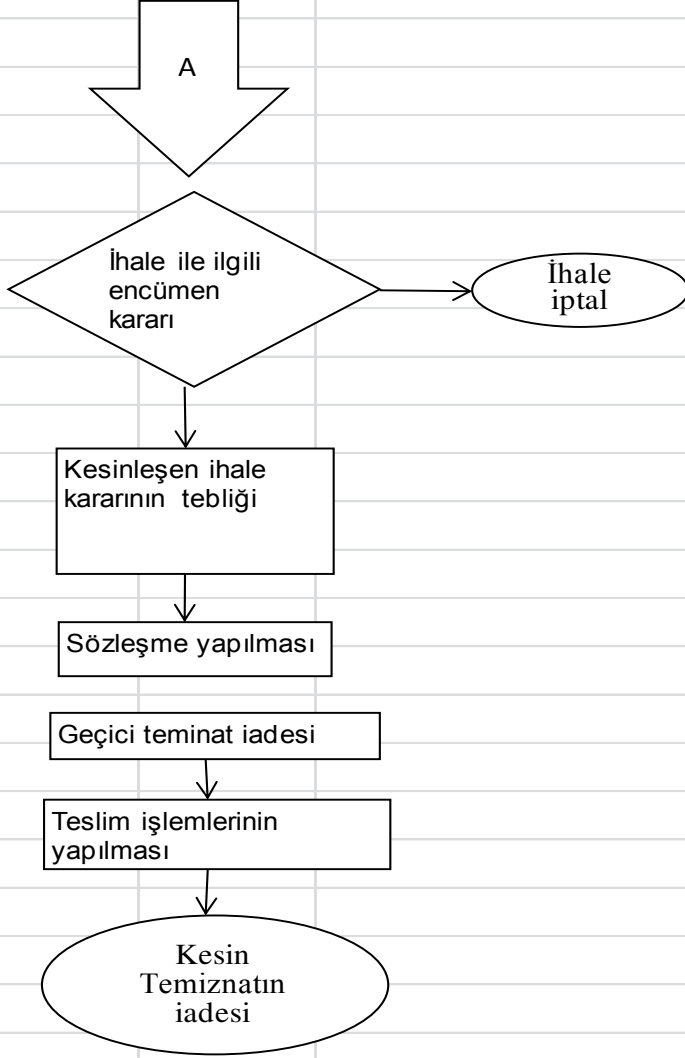 A
İhale ile ilgili
encümen
kararı
İhale
iptal
Kesinleşen ihale
kararının tebliği
Sözleşme yapılması
Geçici teminat iadesi
Teslim işlemlerinin
yapılması
Kesin
Temiznatın
iadesi